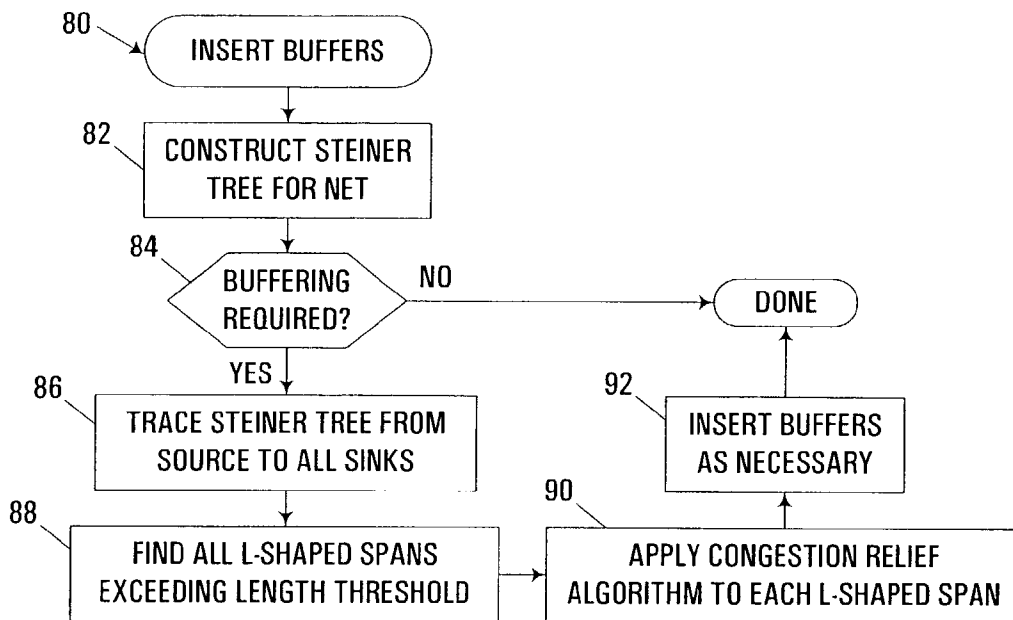 80
INSERT BUFFERS
82
CONSTRUCT STEINER
TREE FOR NET
84
BUFFERING
REQUIRED?
NO
DONE
YES
86
TRACE STEINER TREE FROM
SOURCE TO ALL SINKS
92
INSERT BUFFERS
AS NECESSARY
88
FIND ALL L-SHAPED SPANS
EXCEEDING LENGTH THRESHOLD
90
APPLY CONGESTION RELIEF
ALGORITHM TO EACH L-SHAPED SPAN